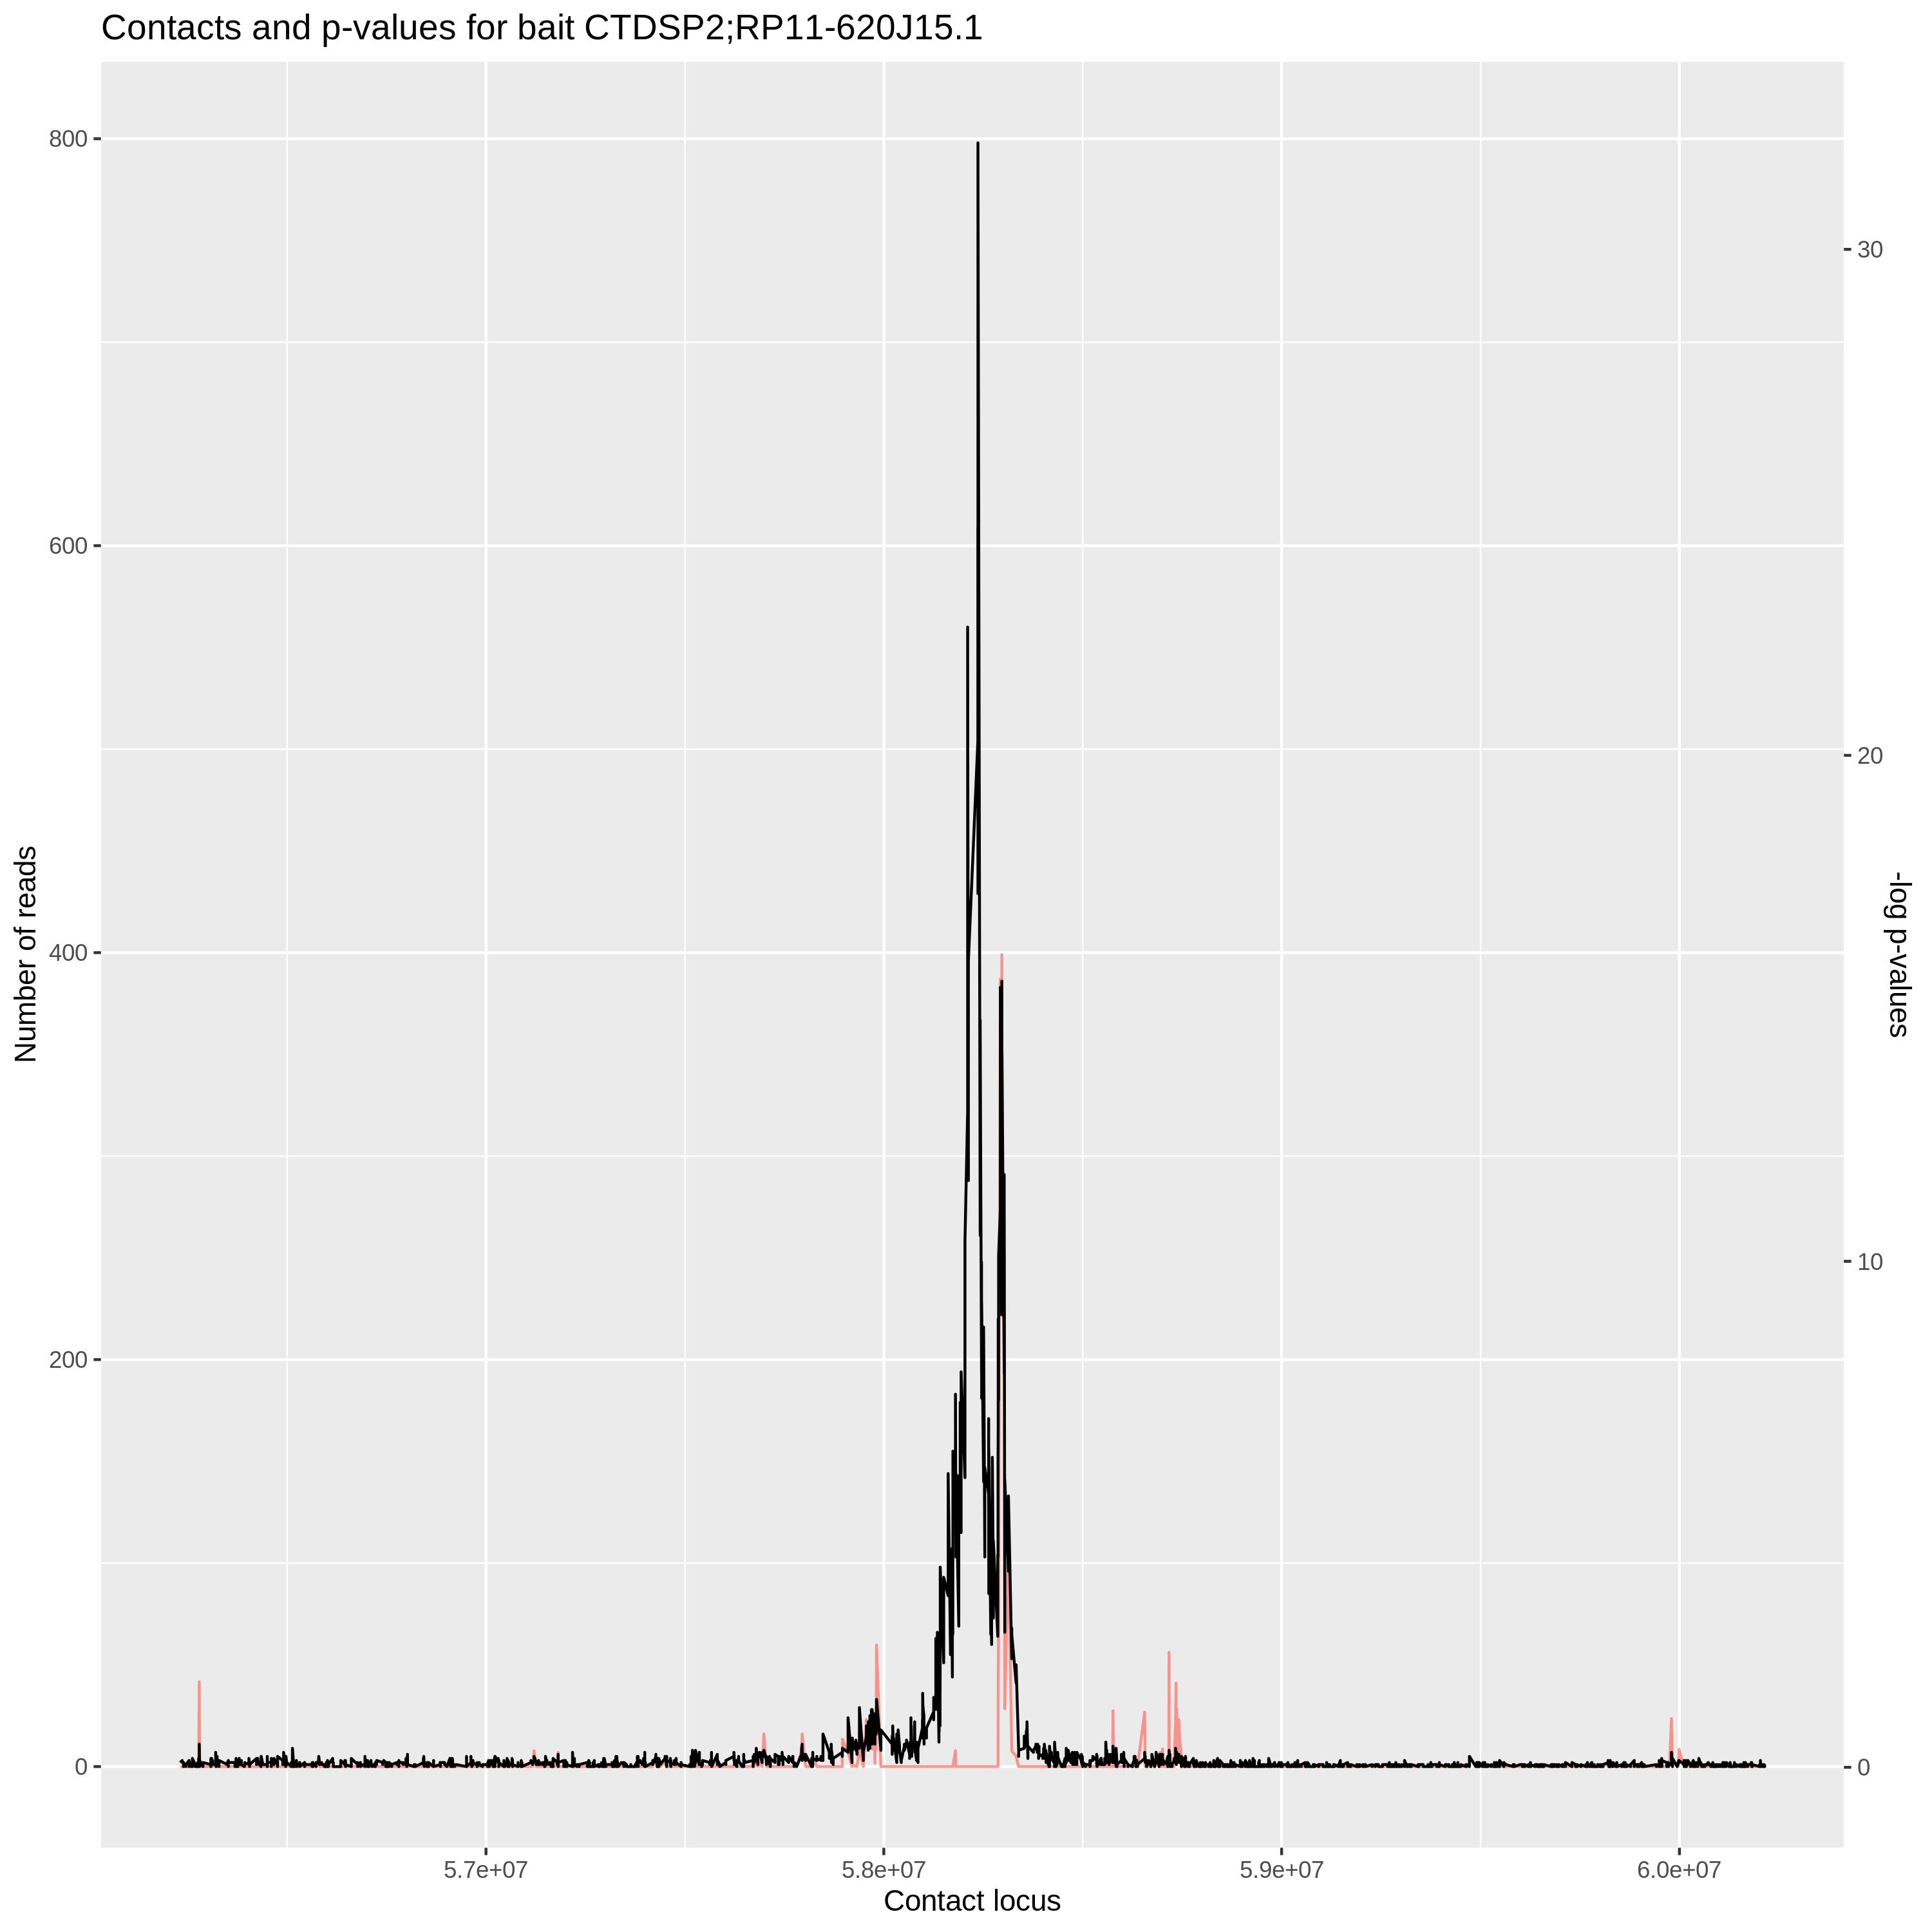 Contacts and p-values for bait CTDSP2;RP11-620J15.1
800
600
400
200
0
Number of reads
30
20
10
0
-log p-values
5.7e+07 5.8e+07 5.9e+07 6.0e+07
Contact locus